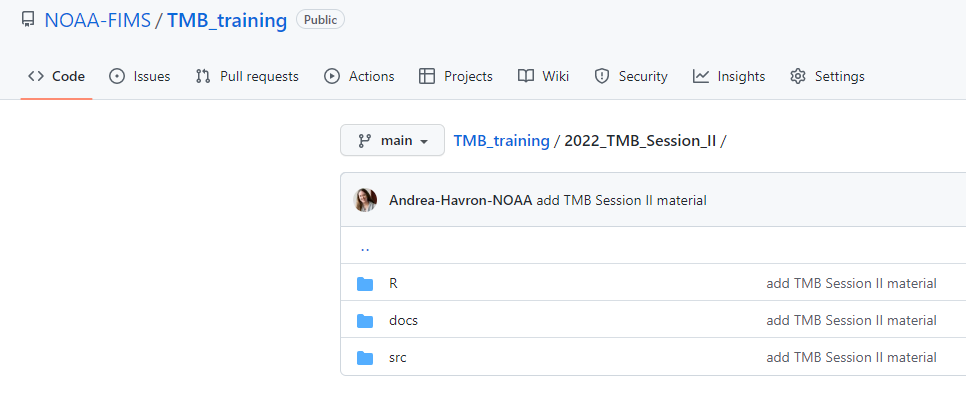 NOAA-FIMS / TMB_training Public
Code Issues Pull requests Actions Projects Wiki Security Insights Settings
main TMB_training / 2022_TMB_Session_II /
Andrea-Havron-NOAA add TMB Session II material
..
R add TMB Session II material
docs add TMB Session II material
src add TMB Session II material